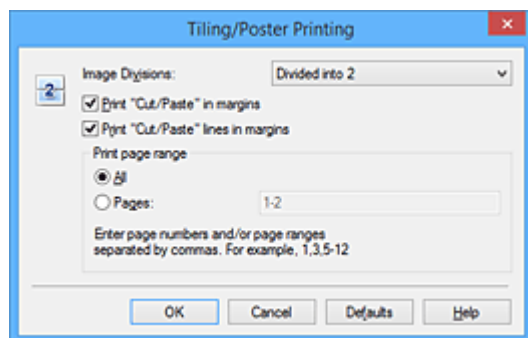 Tiling/Poster Printing
Image Divisions: Divided into 2
2
Print "Cut/Paste" in margins
Print "Cut/Paste" lines in margins
Print page range
All
Pages: 1-2
Enter page numbers and/or page ranges
separated by commas. For example, 1,3,5-12
OK Cancel Defaults Help